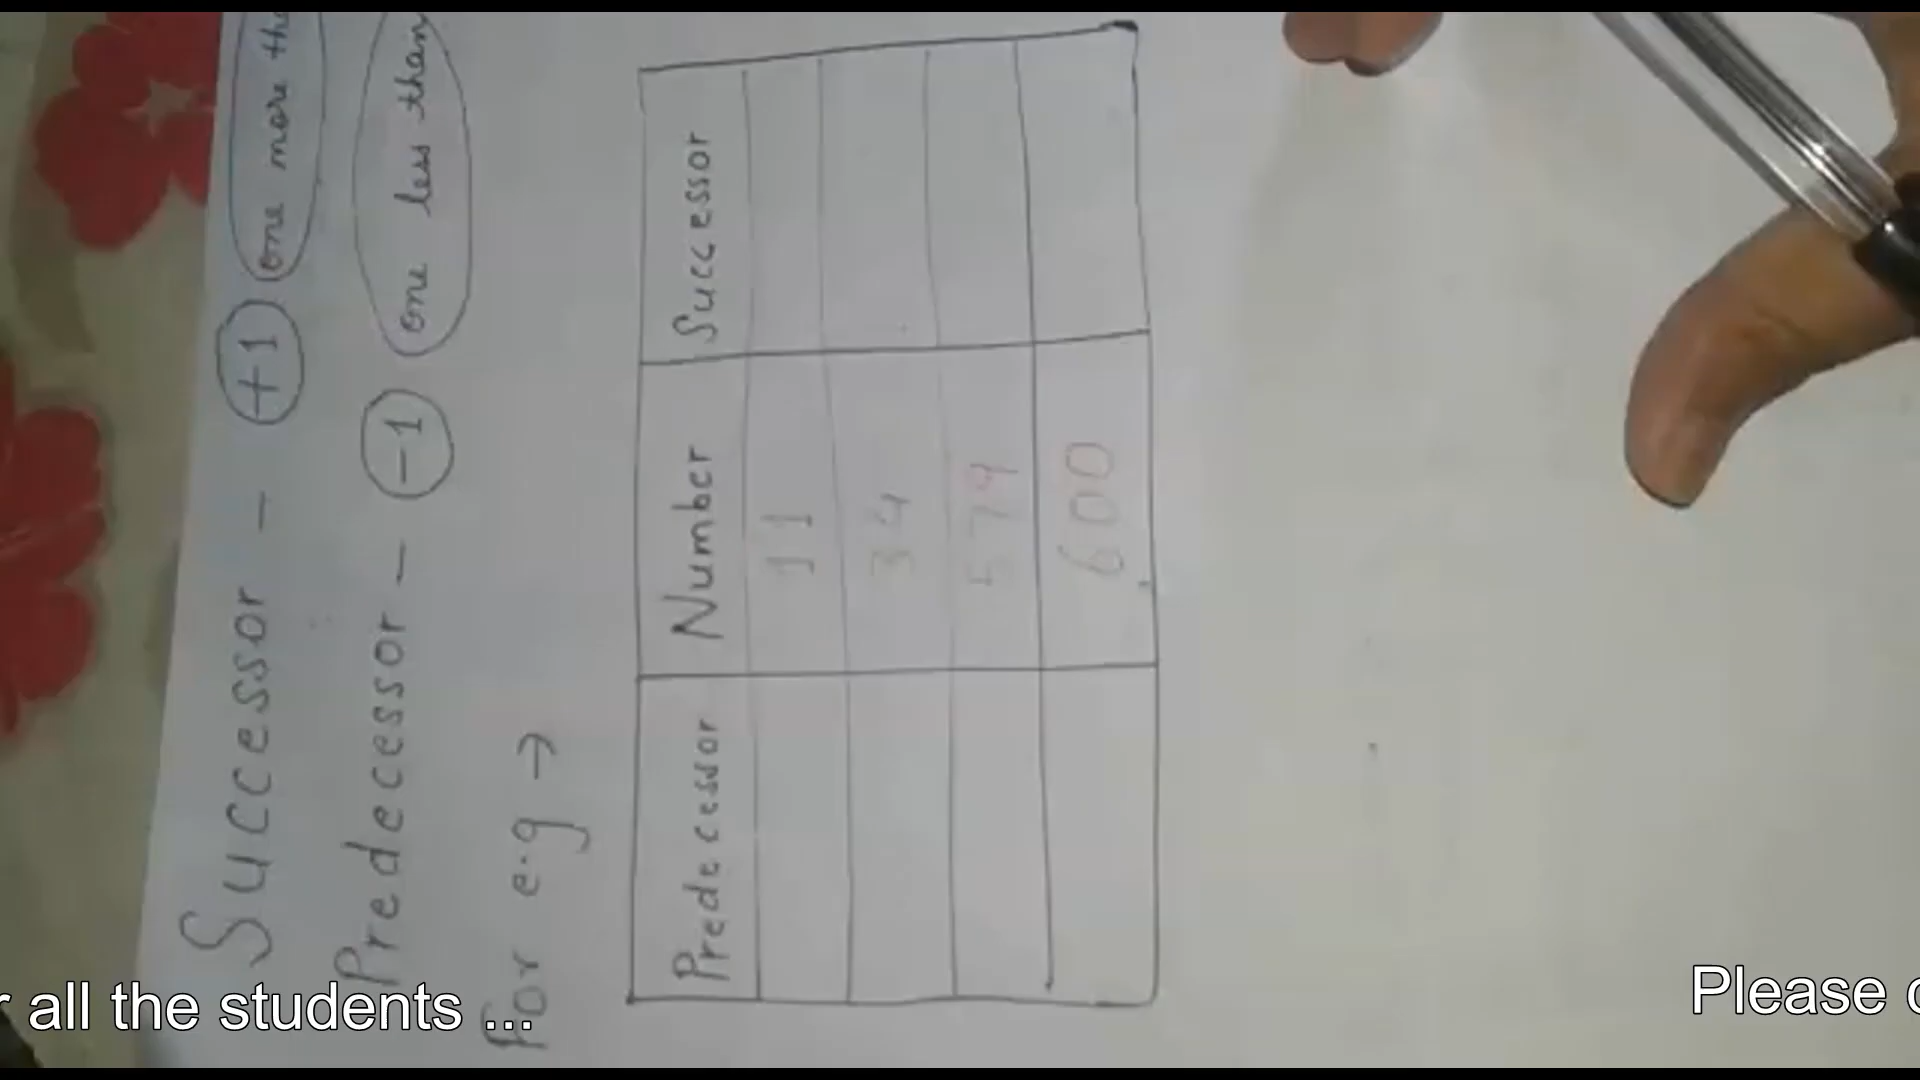 Successor - +1 one more
Predecessor - -1 one less than
For e.g →
Predecessor Number Successor
11
34
579
600
all the students ...
Please